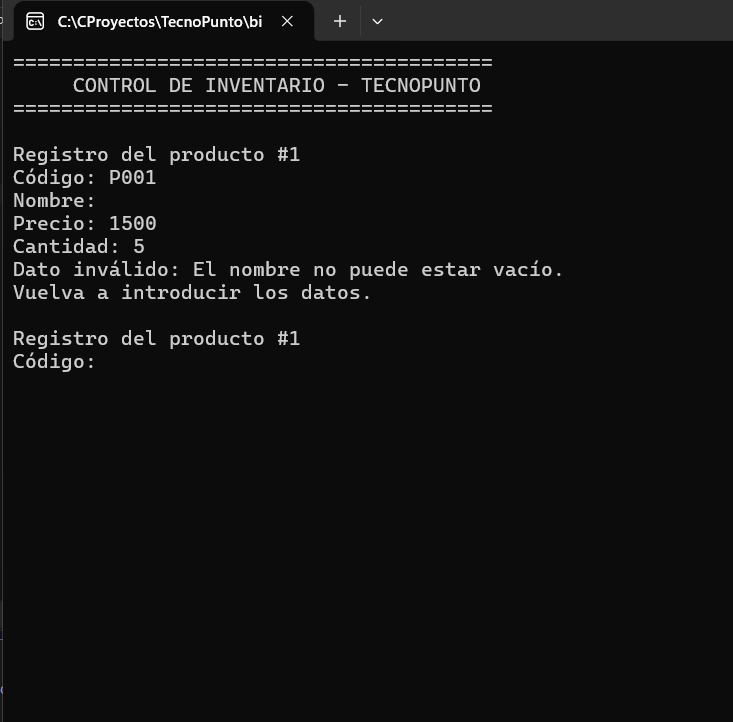 C:\CProyectos\TecnoPunto\bi
========================================
CONTROL DE INVENTARIO - TECNOPUNTO
========================================
Registro del producto #1
Código: P001
Nombre:
Precio: 1500
Cantidad: 5
Dato inválido: El nombre no puede estar vacío.
Vuelva a introducir los datos.
Registro del producto #1
Código: